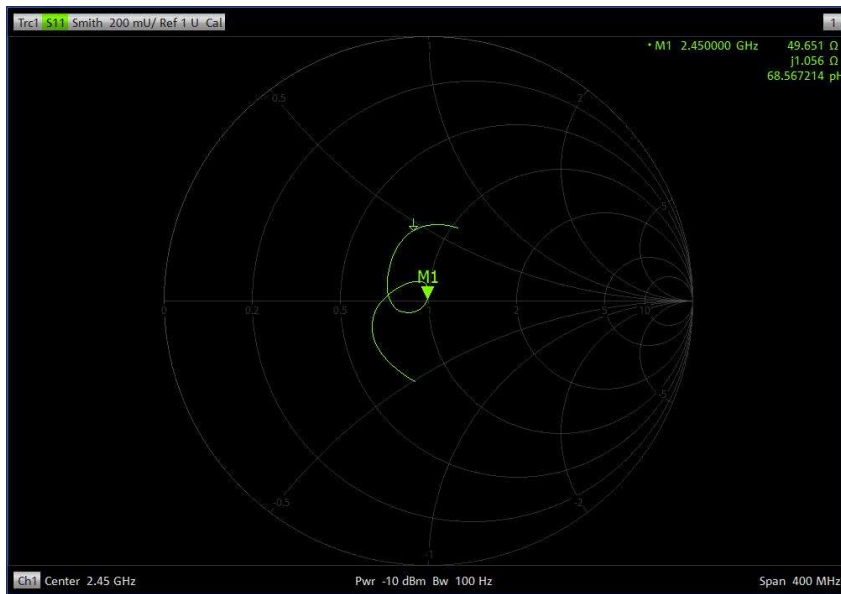 Trc1 S11 Smith 200 mU/ Ref 1 U Cal
1
• M1 2.450000 GHz 49.651 Ω
j1.056 Ω
68.567214 pH
1
0.5
2
5
M1
0
0.2
0.5
1
2
5
10
-5
-0.5
-2
-1
Ch1 Center 2.45 GHz
Pwr -10 dBm Bw 100 Hz
Span 400 MHz